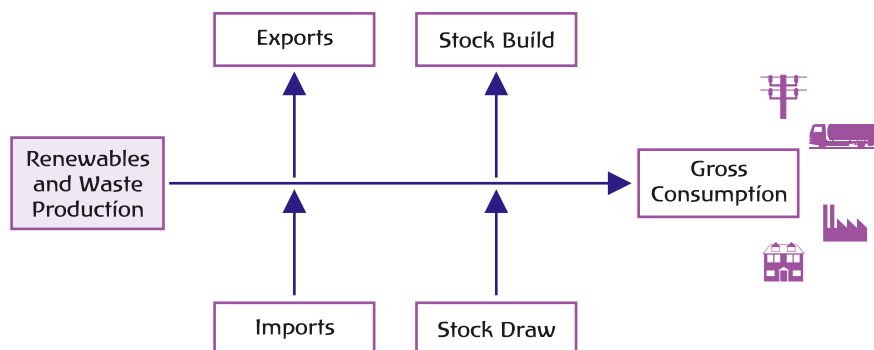 Exports
Stock Build
Renewables
and Waste
Production
Gross
Consumption
Imports
Stock Draw